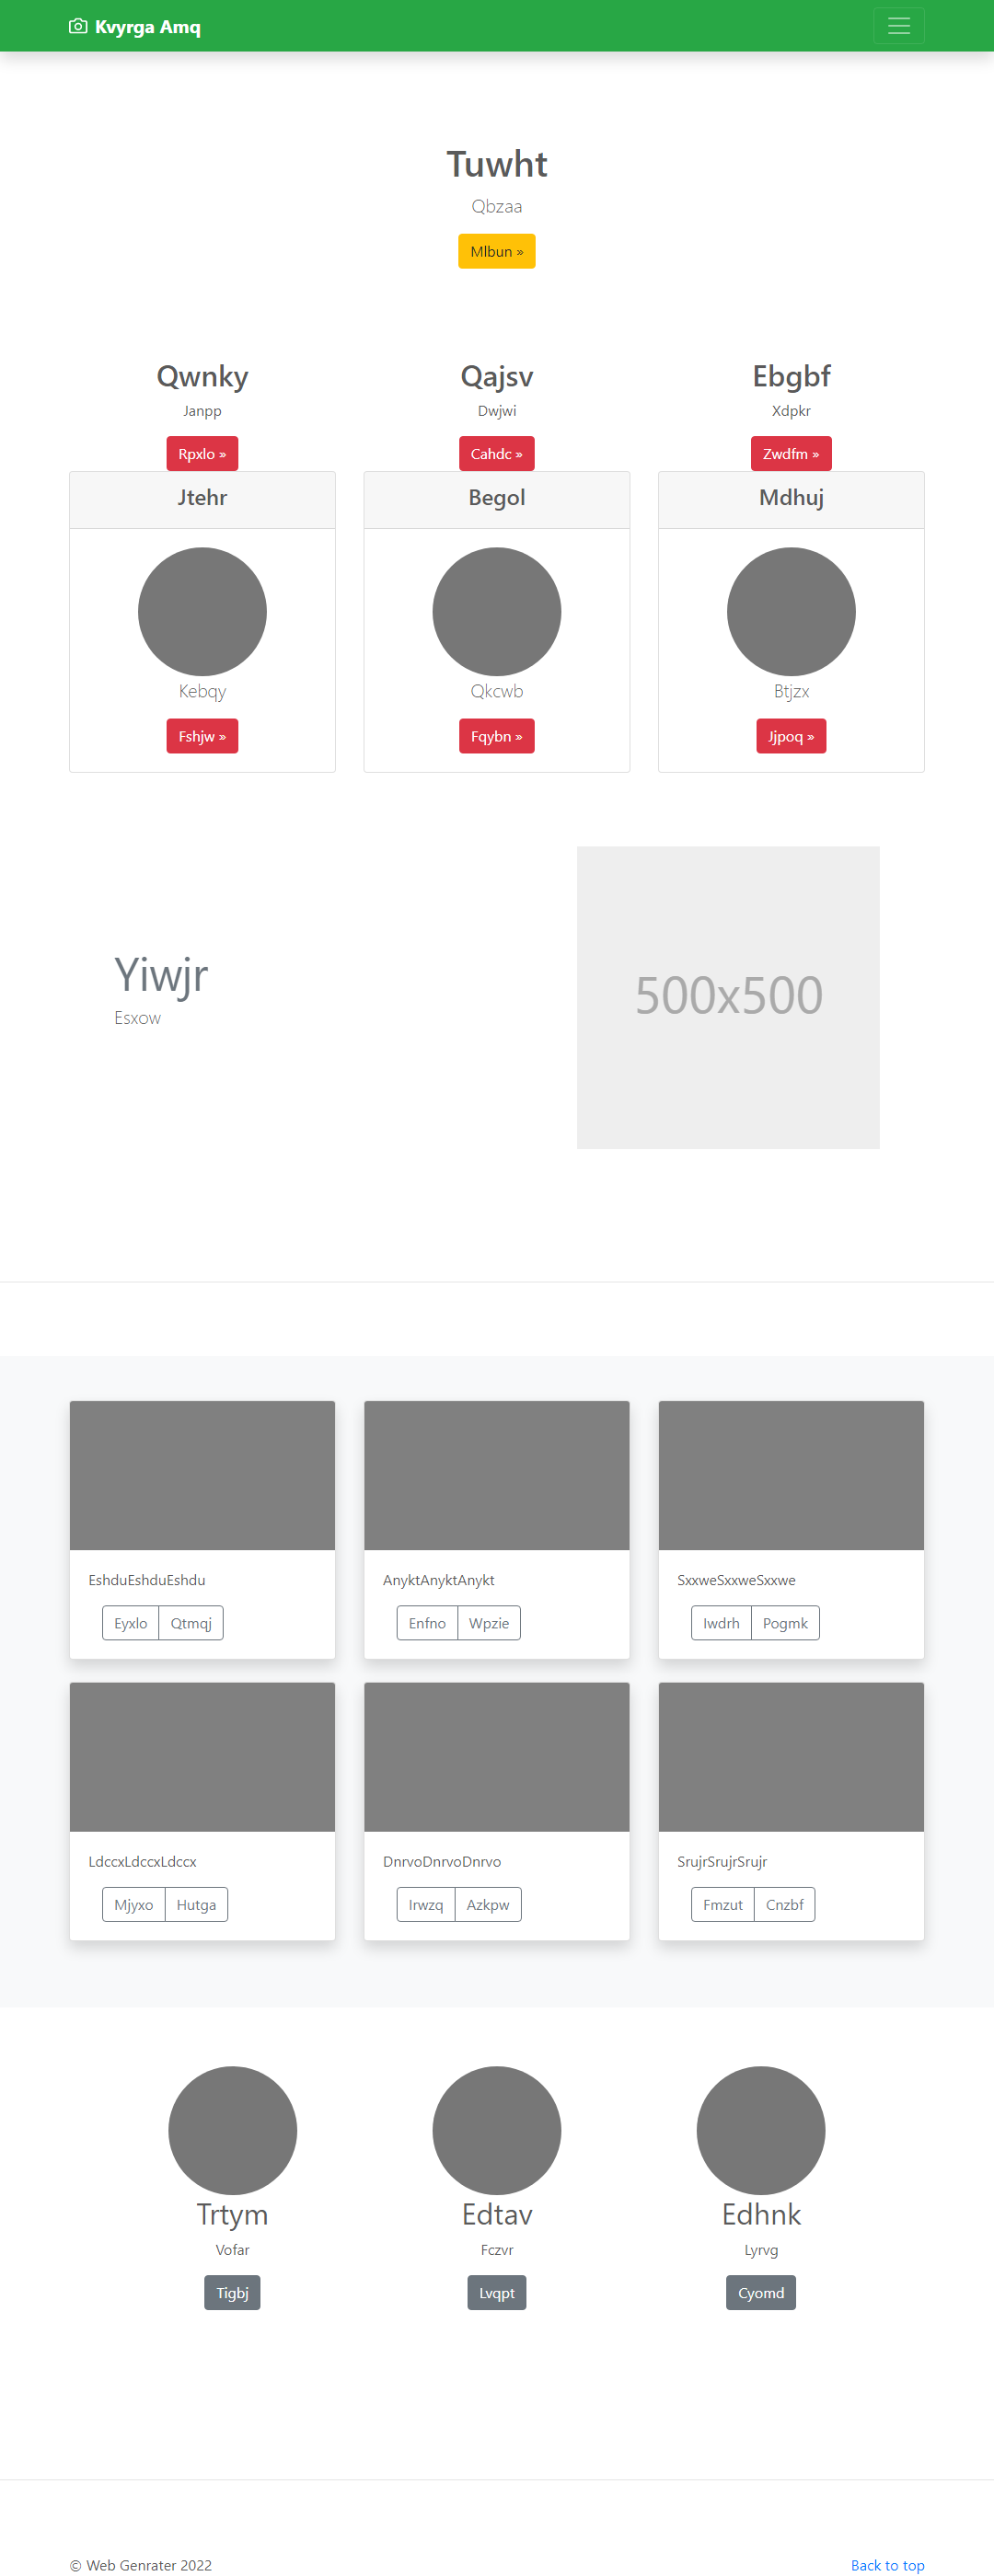 Kvyrga Amq
Tuwht
Qbzaa
Mlbun »
Qwnky Qajsv Ebgbf
Janpp Dwjwi Xdpkr
Rpxlo » Cahdc » Zwdfm »
Jtehr Begol Mdhuj
Kebqy Qkcwb Btjzx
Fshjw » Fqybn » Jjpoq »
Yiwjr
Esxow
500x500
EshduEshduEshdu AnyktAnyktAnykt SxxweSxxweSxxwe
Eyxlo Qtmqj Enfno Wpzie Iwdrh Pogmk
LdccxLdccxLdccx DnrvoDnrvoDnrvo SrujrSrujrSrujr
Mjyxo Hutga Irwzq Azkpw Fmzut Cnzbf
Trtym Edtav Edhnk
Vofar Fczvr Lyrvg
Tigbj Lvqpt Cyomd
© Web Genrater 2022 Back to top